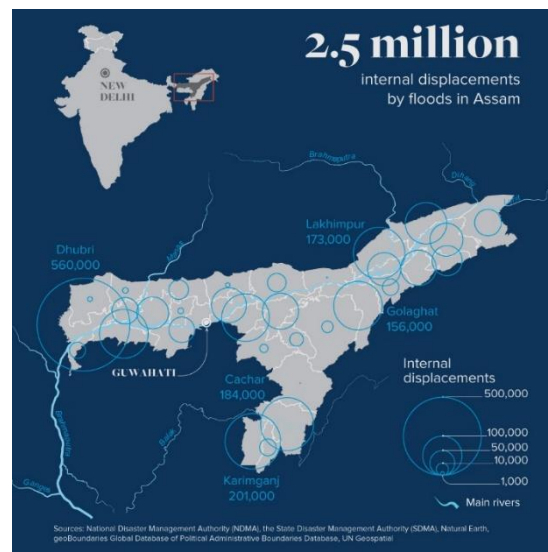 2.5 million
internal displacements
by floods in Assam
NEW
DELHI
Brahmaputra
Dibang
Lohit
Lakhimpur
173,000
Dhubri
560,000
Manas
Golaghat
156,000
GUWAHATI
Cachar
184,000
Internal
displacements
500,000
100,000
50,000
10,000
1,000
Main rivers
Brahmaputra
Barak
Ganges
Karimganj
201,000
Sources: National Disaster Management Authority (NDMA), the State Disaster Management Authority (SDMA), Natural Earth,
geoBoundaries Global Database of Political Administrative Boundaries Database, UN Geospatial